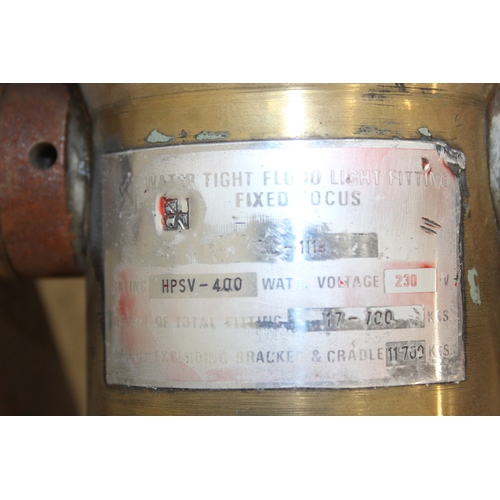 WATER TIGHT FLOOD LIGHT FITTING
FIXED FOCUS
HPSV-400 WATT VOLTAGE 230 V
OF TOTAL FITTING 17-700 KGS
BRACKET & CRADLE 11-700 KGS